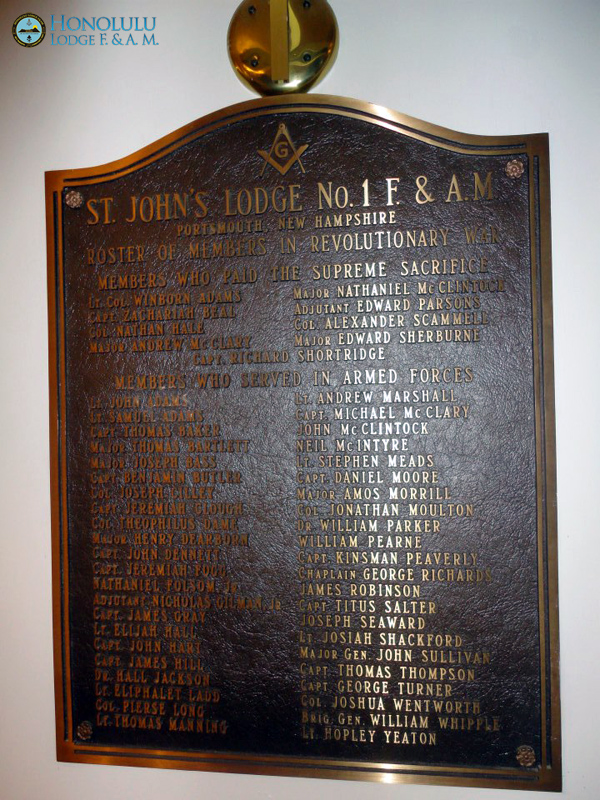 HONOLULU
LODGE F. & A. M.
G
ST. JOHN'S LODGE NO. 1 F. & A.M
PORTSMOUTH, NEW HAMPSHIRE
ROSTER OF MEMBERS IN REVOLUTIONARY WAR
MEMBERS WHO PAID THE SUPREME SACRIFICE
LT. COL. WINBORN ADAMS
CAPT. ZACHARIAH BEAL
COL. NATHAN HALE
MAJOR ANDREW MCCLARY
MAJOR NATHANIEL MCCLINTOCK
ADJUTANT EDWARD PARSONS
COL. ALEXANDER SCAMMELL
MAJOR EDWARD SHERBURNE
CAPT. RICHARD SHORTRIDGE
MEMBERS WHO SERVED IN ARMED FORCES
LT. JOHN ADAMS
LT. SAMUEL ADAMS
CAPT. THOMAS BAKER
MAJOR THOMAS BARTLETT
MAJOR JOSEPH BASS
CAPT. BENJAMIN BUTLER
COL. JOSEPH CILLEY
CAPT. JEREMIAH CLOUGH
COL. THEOPHILUS DAME
MAJOR HENRY DEARBORN
CAPT. JOHN DENNETT
CAPT. JEREMIAH FOGG
NATHANIEL FOLSOM, JR.
ADJUTANT NICHOLAS GILMAN JR.
CAPT. JAMES GRAY
LT. ELIJAH HALL
CAPT. JOHN HART
CAPT. JAMES HILL
DR. HALL JACKSON
LT. ELIPHALET LADD
COL. PIERSE LONG
LT. THOMAS MANNING
LT. ANDREW MARSHALL
CAPT. MICHAEL MCCLARY
JOHN MCCLINTOCK
NEIL MCINTYRE
LT. STEPHEN MEADS
CAPT. DANIEL MOORE
MAJOR AMOS MORRILL
COL. JONATHAN MOULTON
DR. WILLIAM PARKER
WILLIAM PEARNE
CAPT. KINSMAN PEAVERLY
CHAPLAIN GEORGE RICHARDS
JAMES ROBINSON
CAPT. TITUS SALTER
JOSEPH SEAWARD
LT. JOSIAH SHACKFORD
MAJOR GEN. JOHN SULLIVAN
CAPT. THOMAS THOMPSON
CAPT. GEORGE TURNER
COL. JOSHUA WENTWORTH
BRIG. GEN. WILLIAM WHIPPLE
LT. HOPLEY YEATON